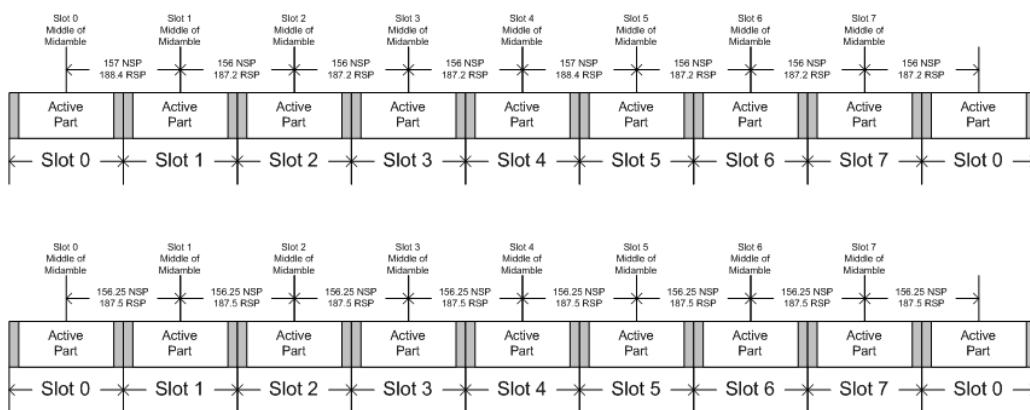 Slot 0 Slot 1 Slot 2 Slot 3 Slot 4 Slot 5 Slot 6 Slot 7
Middle of Middle of Middle of Middle of Middle of Middle of Middle of Middle of
Midamble Midamble Midamble Midamble Midamble Midamble Midamble Midamble
157 NSP 156 NSP 156 NSP 156 NSP 157 NSP 156 NSP 156 NSP 156 NSP
188.4 RSP 187.2 RSP 187.2 RSP 187.2 RSP 188.4 RSP 187.2 RSP 187.2 RSP 187.2 RSP
Active Active Active Active Active Active Active Active Active
Part Part Part Part Part Part Part Part Part
Slot 0 Slot 1 Slot 2 Slot 3 Slot 4 Slot 5 Slot 6 Slot 7 Slot 0
Slot 0 Slot 1 Slot 2 Slot 3 Slot 4 Slot 5 Slot 6 Slot 7
Middle of Middle of Middle of Middle of Middle of Middle of Middle of Middle of
Midamble Midamble Midamble Midamble Midamble Midamble Midamble Midamble
156.25 NSP 156.25 NSP 156.25 NSP 156.25 NSP 156.25 NSP 156.25 NSP 156.25 NSP 156.25 NSP
187.5 RSP 187.5 RSP 187.5 RSP 187.5 RSP 187.5 RSP 187.5 RSP 187.5 RSP 187.5 RSP
Active Active Active Active Active Active Active Active Active
Part Part Part Part Part Part Part Part Part
Slot 0 Slot 1 Slot 2 Slot 3 Slot 4 Slot 5 Slot 6 Slot 7 Slot 0